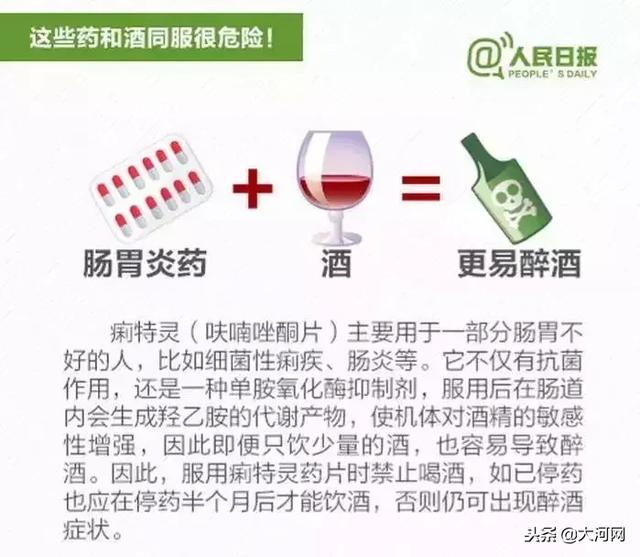 这些药和酒同服很危险！
@人民日报
PEOPLE'S DAILY
肠胃炎药 + 酒 = 更易醉酒
痢特灵（呋喃唑酮片）主要用于一部分肠胃不
好的人，比如细菌性痢疾、肠炎等。它不仅有抗菌
作用，还是一种单胺氧化酶抑制剂，服用后在肠道
内会生成羟乙胺的代谢产物，使机体对酒精的敏感
性增强，因此即便只饮少量的酒，也容易导致醉
酒。因此，服用痢特灵药片时禁止喝酒，如已停药
也应在停药半个月后才能饮酒，否则仍可出现醉酒
症状。
头条@大河网